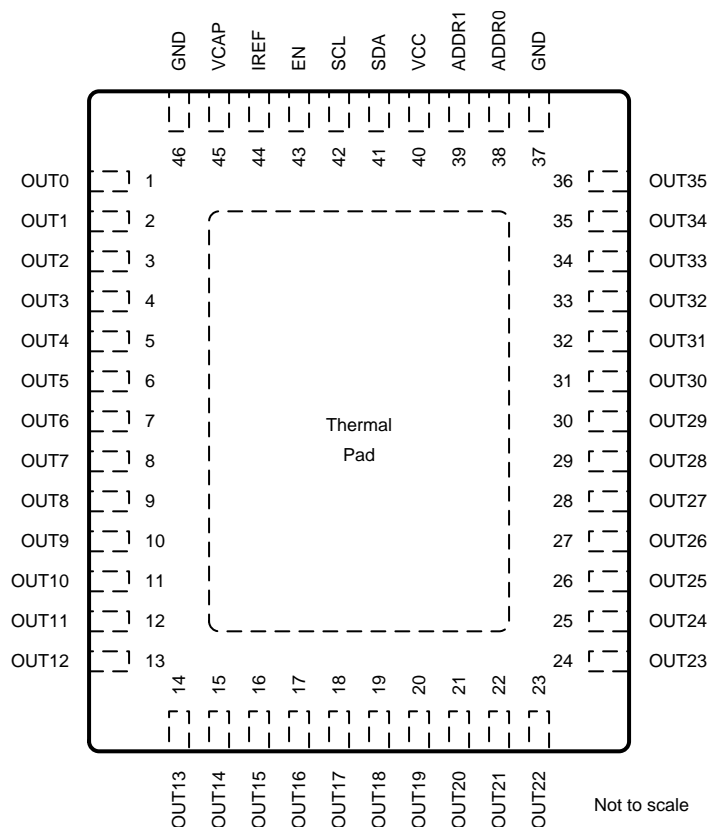 GND VCAP IREF EN SCL SDA VCC ADDR1 ADDR0 GND
46 45 44 43 42 41 40 39 38 37
OUT0 1 36 OUT35
OUT1 2 35 OUT34
OUT2 3 34 OUT33
OUT3 4 33 OUT32
OUT4 5 32 OUT31
OUT5 6 31 OUT30
OUT6 7 30 OUT29
Thermal
Pad
OUT7 8 29 OUT28
OUT8 9 28 OUT27
OUT9 10 27 OUT26
OUT10 11 26 OUT25
OUT11 12 25 OUT24
OUT12 13 24 OUT23
14 15 16 17 18 19 20 21 22 23
OUT13 OUT14 OUT15 OUT16 OUT17 OUT18 OUT19 OUT20 OUT21 OUT22
Not to scale